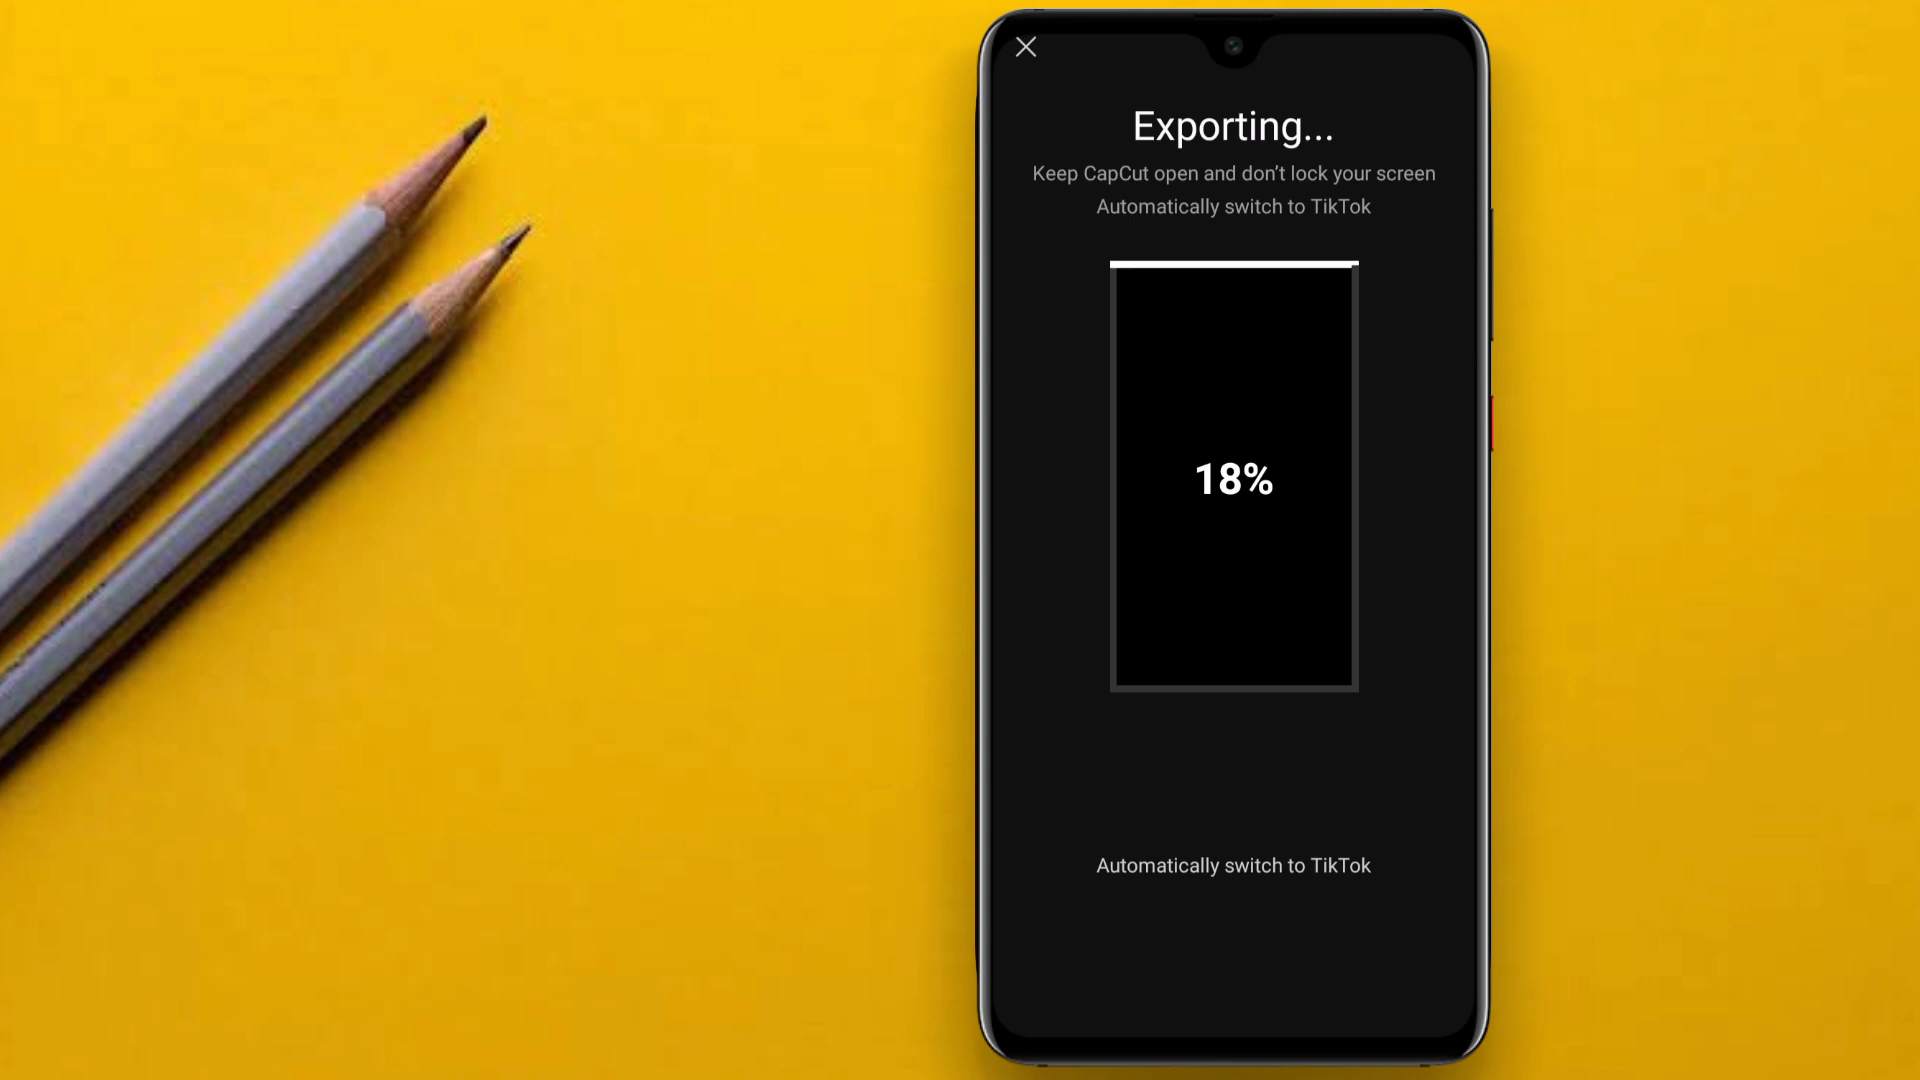 Exporting...
Keep CapCut open and don’t lock your screen
Automatically switch to TikTok
18%
Automatically switch to TikTok